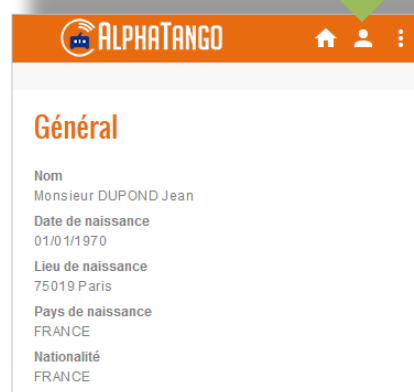 AlphaTango
Général
Nom
Monsieur DUPOND Jean
Date de naissance
01/01/1970
Lieu de naissance
75019 Paris
Pays de naissance
FRANCE
Nationalité
FRANCE